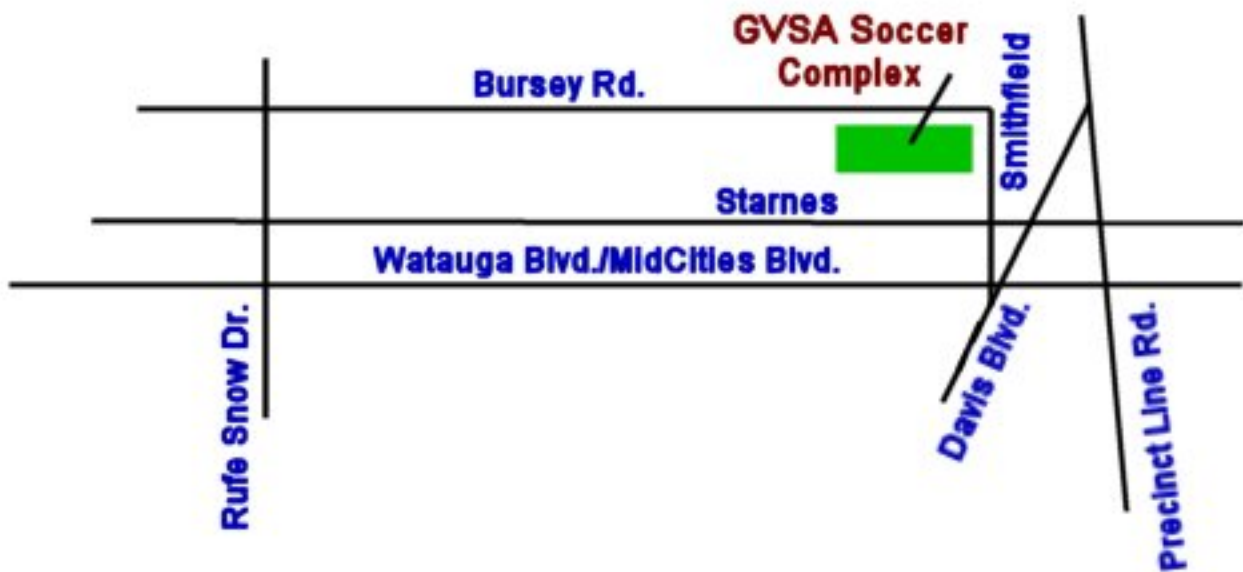 GVSA Soccer
Complex
Smithfield
Bursey Rd.
Starnes
Watauga Blvd./MidCities Blvd.
Rufe Snow Dr.
Davis Blvd.
Precinct Line Rd.